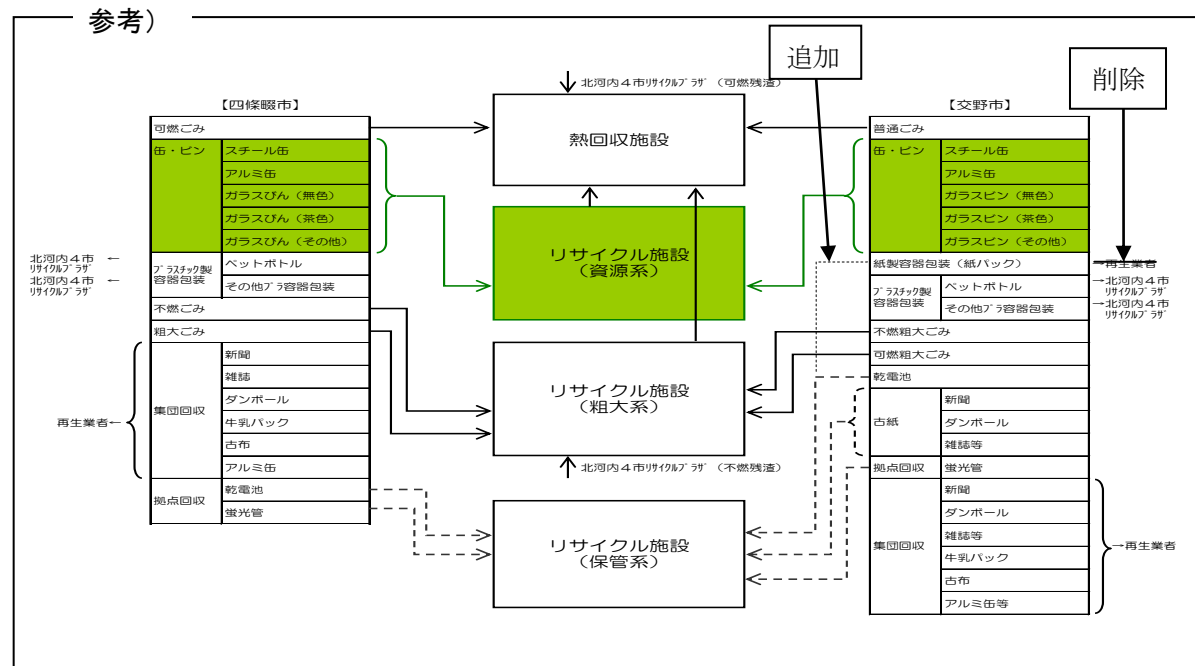 参考）
追加
削除
北河内４市ﾘｻｲｸﾙﾌﾟﾗｻﾞ（可燃残渣）
【四條畷市】
可燃ごみ
缶・ビン
スチール缶
アルミ缶
ガラスびん（無色）
ガラスびん（茶色）
ガラスびん（その他）
北河内４市 ←
ﾘｻｲｸﾙﾌﾟﾗｻﾞ
北河内４市 ←
ﾘｻｲｸﾙﾌﾟﾗｻﾞ
ﾌﾟﾗｽﾁｯｸ製
容器包装
ペットボトル
その他ﾌﾟﾗ容器包装
不燃ごみ
粗大ごみ
再生業者←
集団回収
新聞
雑誌
ダンボール
牛乳パック
古布
アルミ缶
拠点回収
乾電池
蛍光管
熱回収施設
リサイクル施設
（資源系）
リサイクル施設
（粗大系）
北河内４市ﾘｻｲｸﾙﾌﾟﾗｻﾞ（不燃残渣）
リサイクル施設
（保管系）
【交野市】
普通ごみ
缶・ビン
スチール缶
アルミ缶
ガラスビン（無色）
ガラスビン（茶色）
ガラスビン（その他）
紙製容器包装（紙パック）
→再生業者
ﾌﾟﾗｽﾁｯｸ製
容器包装
ペットボトル
その他ﾌﾟﾗ容器包装
→北河内４市
ﾘｻｲｸﾙﾌﾟﾗｻﾞ
→北河内４市
ﾘｻｲｸﾙﾌﾟﾗｻﾞ
不燃粗大ごみ
可燃粗大ごみ
乾電池
古紙
新聞
ダンボール
雑誌等
拠点回収
蛍光管
集団回収
新聞
ダンボール
雑誌等
牛乳パック
古布
アルミ缶等
→再生業者